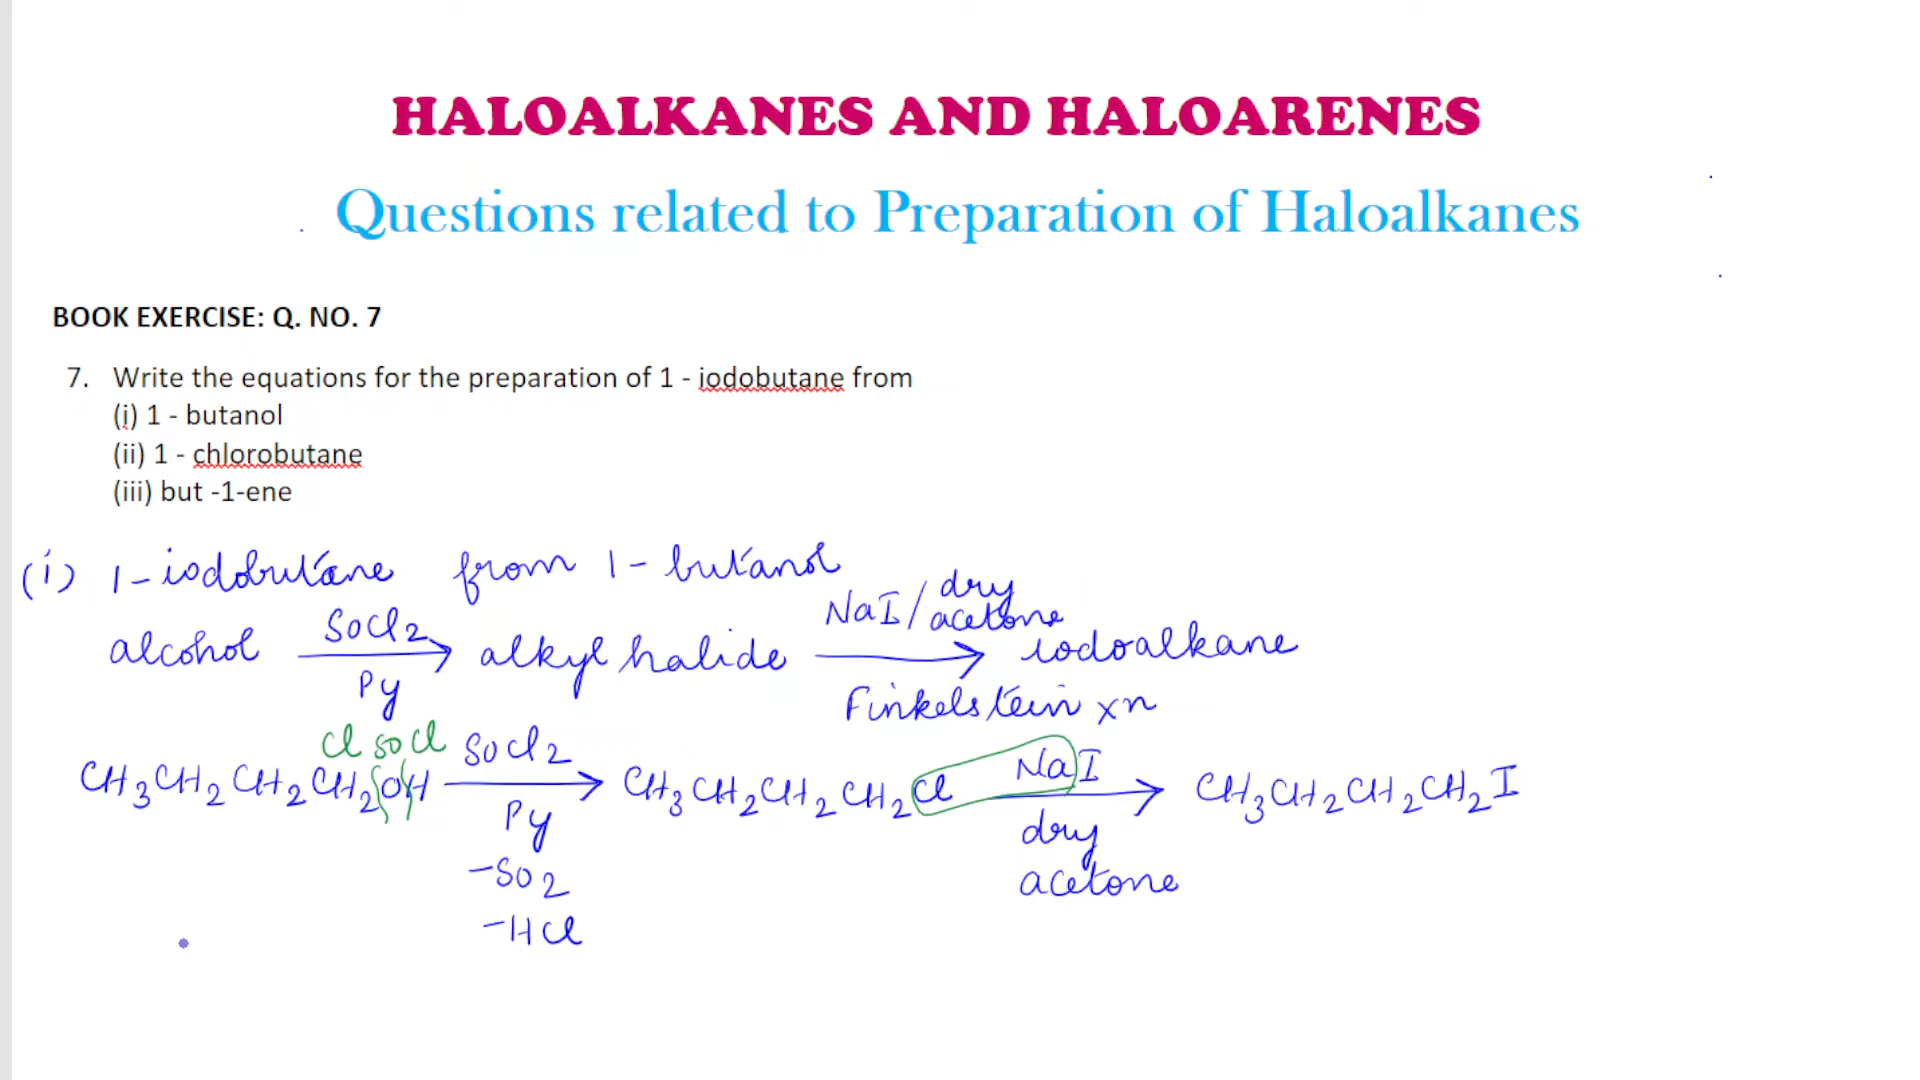 HALOALKANES AND HALOARENES
Questions related to Preparation of Haloalkanes
BOOK EXERCISE: Q. NO. 7
7. Write the equations for the preparation of 1 - iodobutane from
(i) 1 - butanol
(ii) 1 - chlorobutane
(iii) but -1-ene
(i) 1-iodobutane from 1-butanol
alcohol SOCl2 Py alkyl halide NaI/dry acetone Finkelstein xn iodoalkane
Cl SOCl
CH3CH2CH2CH2OH SOCl2 Py -SO2 -HCl CH3CH2CH2CH2Cl NaI dry acetone CH3CH2CH2CH2I